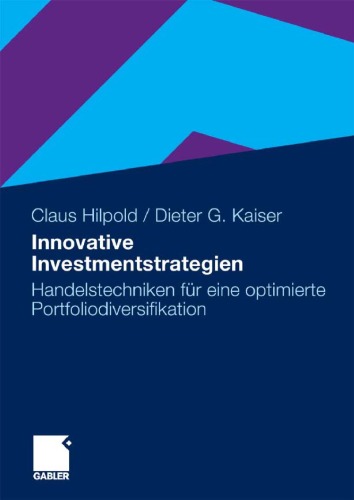 Claus Hilpold / Dieter G. Kaiser
Innovative
Investmentstrategien
Handelstechniken für eine optimierte
Portfoliodiversifikation
GABLER